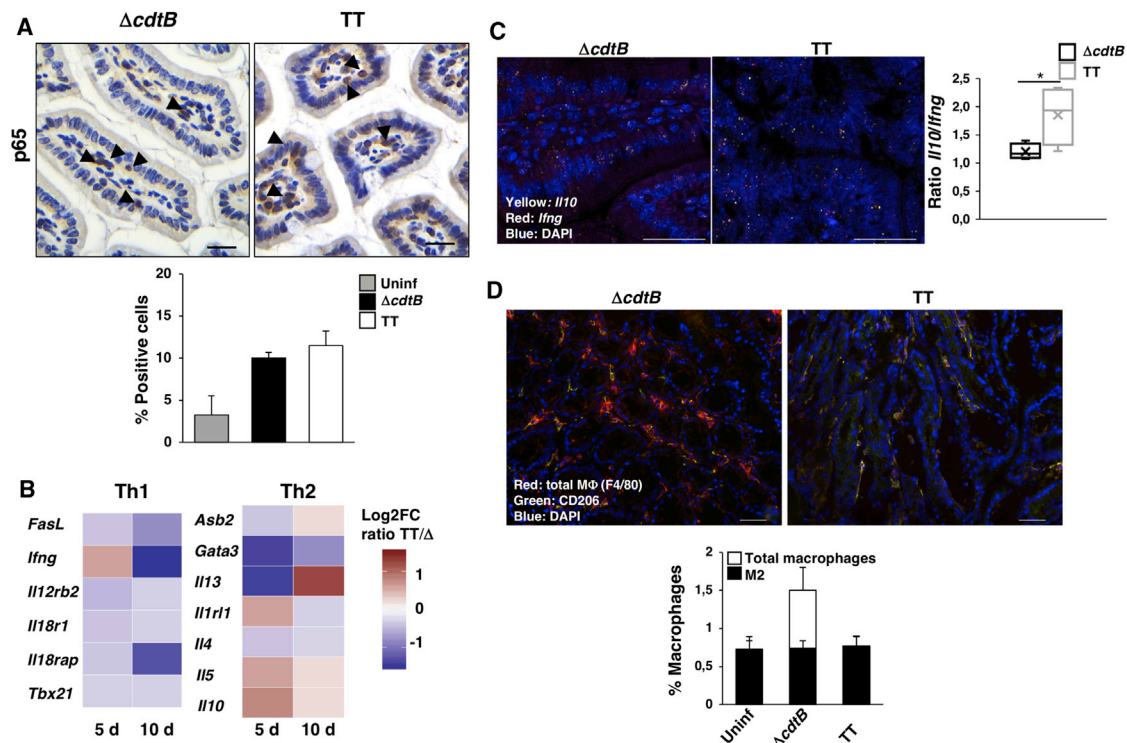 A
ΔcdtB
TT
p65
% Positive cells
20
15
10
5
0
Uninf
ΔcdtB
TT
B
Th1
FasL
Ifng
Il12rb2
Il18r1
Il18rap
Tbx21
5 d 10 d
Th2
Asb2
Gata3
Il13
Il1rl1
Il4
Il5
Il10
5 d 10 d
Log2FC
ratio TT/Δ
1
0
-1
C
ΔcdtB
TT
Yellow: Il10
Red: Ifng
Blue: DAPI
ΔcdtB
TT
Ratio Il10/Ifng
2,5
2,0
1,5
1,0
0,5
0,0
*
D
ΔcdtB
TT
Red: total MΦ (F4/80)
Green: CD206
Blue: DAPI
% Macrophages
2
1,5
1
0,5
0
Total macrophages
M2
Uninf
ΔcdtB
TT